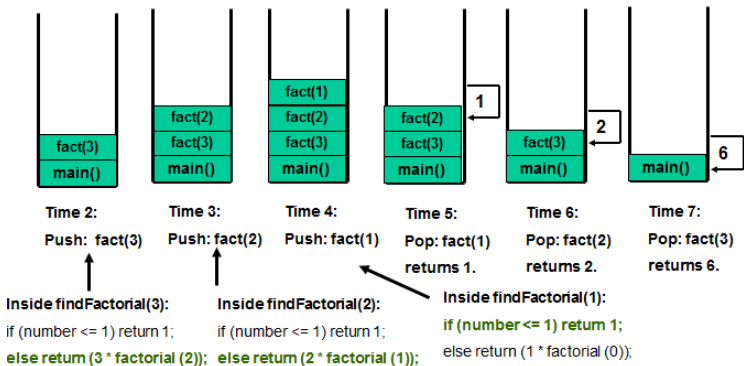 fact(3)
main()
fact(2)
fact(3)
main()
fact(1)
fact(2)
fact(3)
main()
fact(2)
fact(3)
main()
1
fact(3)
main()
2
main()
6
Time 2:
Push: fact(3)
Time 3:
Push: fact(2)
Time 4:
Push: fact(1)
Time 5:
Pop: fact(1)
returns 1.
Time 6:
Pop: fact(2)
returns 2.
Time 7:
Pop: fact(3)
returns 6.
Inside findFactorial(3):
if (number <= 1) return 1;
else return (3 * factorial (2));
Inside findFactorial(2):
if (number <= 1) return 1;
else return (2 * factorial (1));
Inside findFactorial(1):
if (number <= 1) return 1;
else return (1 * factorial (0));